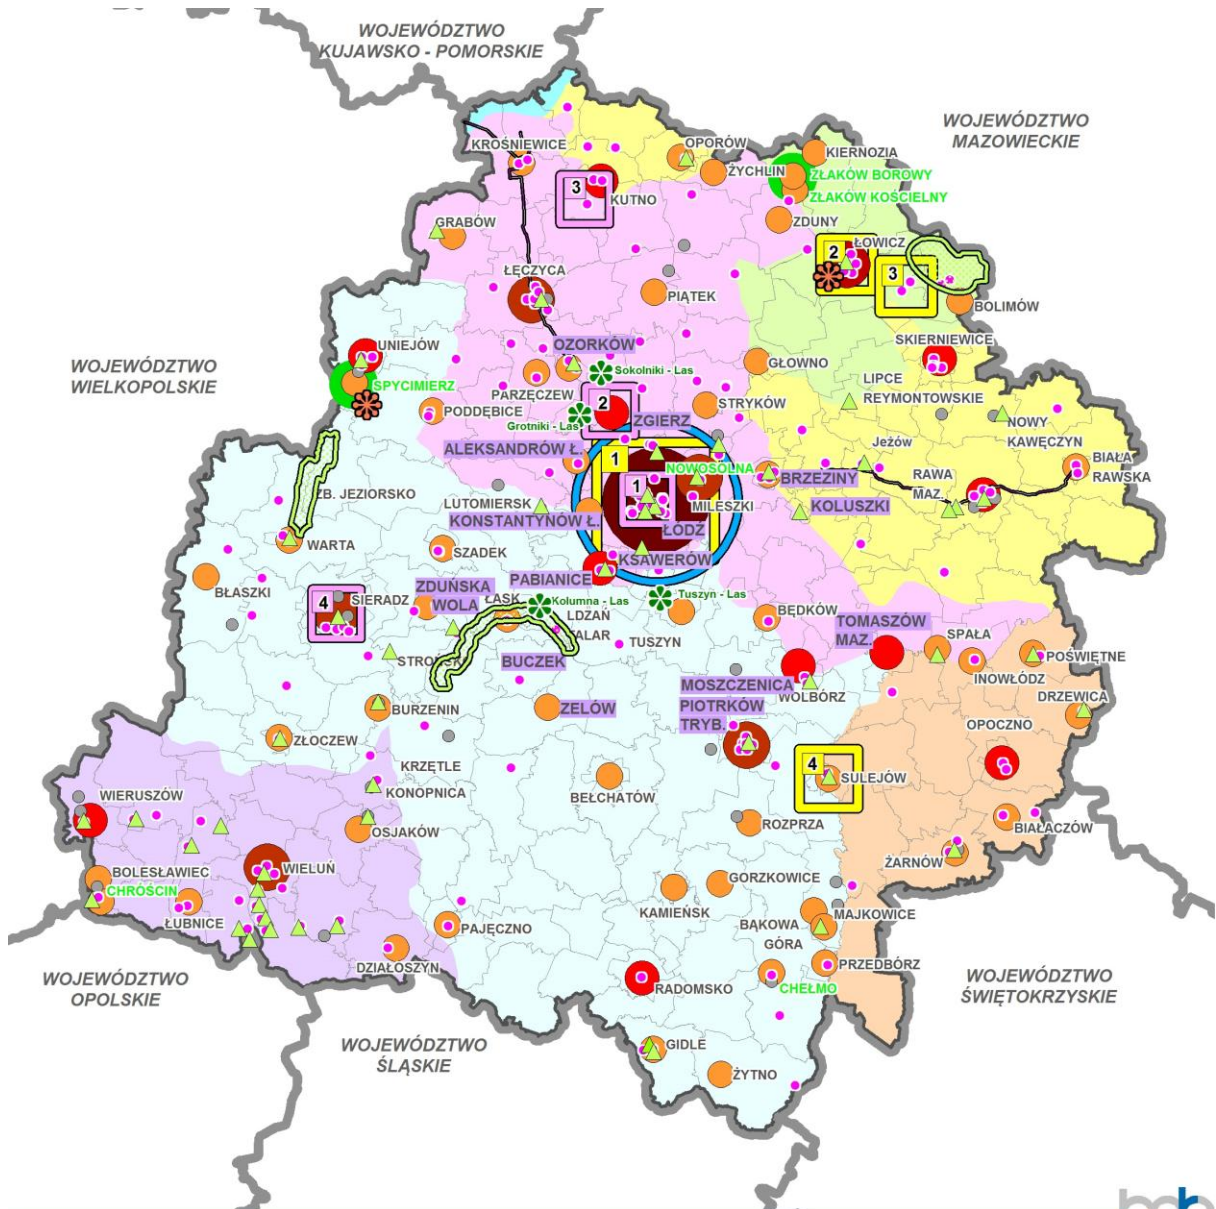 WOJEWÓDZTWO
KUJAWSKO - POMORSKIE
WOJEWÓDZTWO
MAZOWIECKIE
KROŚNIEWICE
OPORÓW
KIERNOZIA
ŻYCHLIN
ZŁAKÓW BOROWY
3
ZŁAKÓW KOŚCIELNY
KUTNO
GRABÓW
ZDUNY
2
ŁOWICZ
ŁĘCZYCA
3
PIĄTEK
BOLIMÓW
UNIEJÓW
OZORKÓW
SKIERNIEWICE
WOJEWÓDZTWO
WIELKOPOLSKIE
GŁOWNO
Sokolniki - Las
SPYCIMIERZ
LIPCE
REYMONTOWSKIE
PARZĘCZEW
2
STRYKÓW
PODDĘBICE
Grotniki - Las
ZGIERZ
NOWY
KAWĘCZYN
ALEKSANDRÓW Ł.
1
NOWOSOLNA
Jeżów
BIAŁA
RAWSKA
BRZEZINY
RAWA
MAZ.
1
ZB. JEZIORSKO
LUTOMIERSK
MILESZKI
KOLUSZKI
KONSTANTYNÓW Ł.
ŁÓDŹ
WARTA
SZADEK
KSAWERÓW
PABIANICE
BŁASZKI
ZDUŃSKA
WOLA
ŁASK
Kolumna - Las
Tuszyn - Las
4
SIERADZ
LDZAŃ
TALAR
BĘDKÓW
TOMASZÓW
MAZ.
SPAŁA
TUSZYN
BUCZEK
POŚWIĘTNE
INOWŁÓDZ
MOSZCZENICA
WOLBÓRZ
DRZEWICA
BURZENIN
ZELÓW
PIOTRKÓW
TRYB.
OPOCZNO
ZŁOCZEW
KRZĘTLE
4
SULEJÓW
KONOPNICA
BEŁCHATÓW
WIERUSZÓW
OSJAKÓW
ROZPRZA
BIAŁACZÓW
ŻARNÓW
BOLESŁAWIEC
WIELUŃ
CHRÓŚCIN
GORZKOWICE
KAMIEŃSK
MAJKOWICE
ŁUBNICE
PAJĘCZNO
BĄKOWA
GÓRA
DZIAŁOSZYN
PRZEDBÓRZ
WOJEWÓDZTWO
OPOLSKIE
RADOMSKO
CHEŁMO
WOJEWÓDZTWO
ŚWIĘTOKRZYSKIE
WOJEWÓDZTWO
ŚLĄSKIE
GIDLE
ŻYTNO